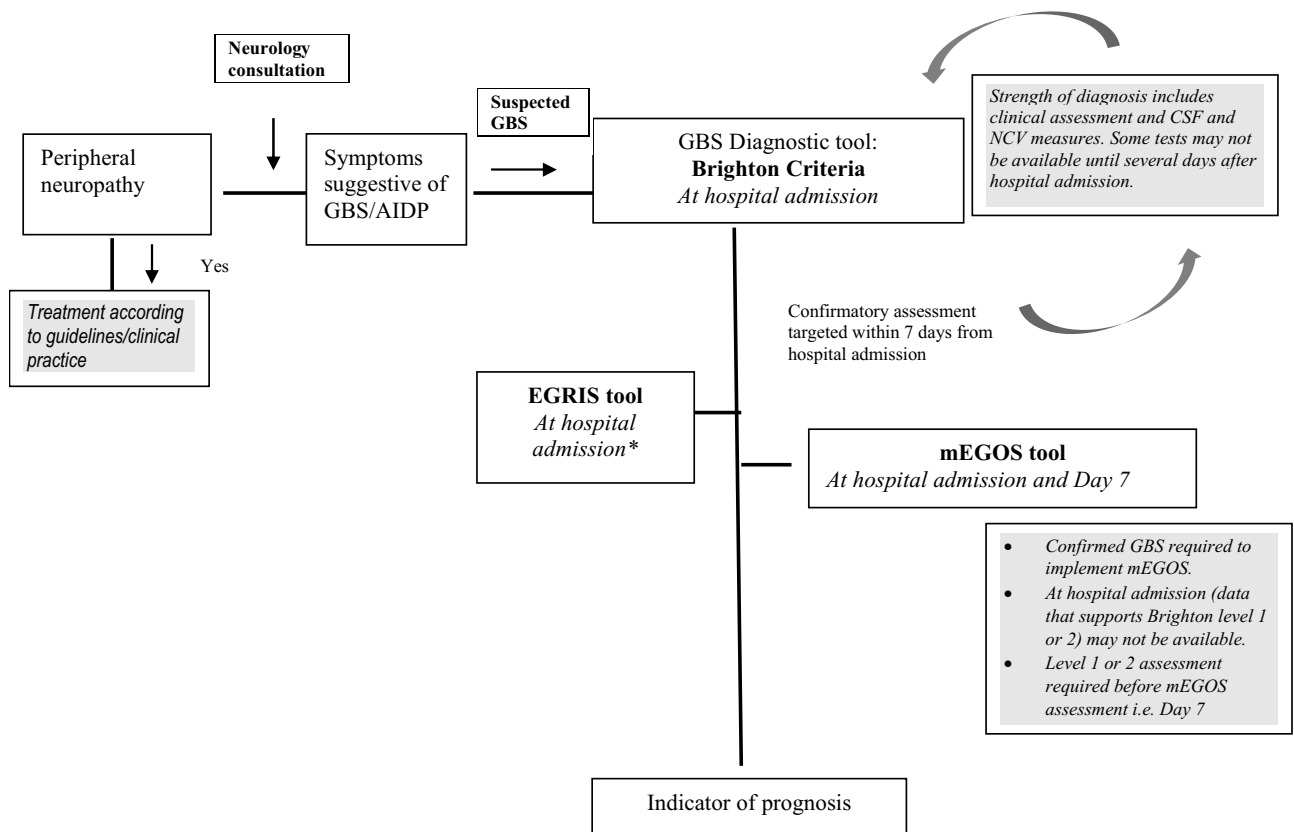 Neurology
consultation
Suspected
GBS
Peripheral
neuropathy
Symptoms
suggestive of
GBS/AIDP
GBS Diagnostic tool:
Brighton Criteria
At hospital admission
Strength of diagnosis includes
clinical assessment and CSF and
NCV measures. Some tests may not
be available until several days after
hospital admission.
Yes
Treatment according
to guidelines/clinical
practice
Confirmatory assessment
targeted within 7 days from
hospital admission
EGRIS tool
At hospital
admission*
mEGOS tool
At hospital admission and Day 7
• Confirmed GBS required to
implement mEGOS.
• At hospital admission (data
that supports Brighton level 1
or 2) may not be available.
• Level 1 or 2 assessment
required before mEGOS
assessment i.e. Day 7
Indicator of prognosis